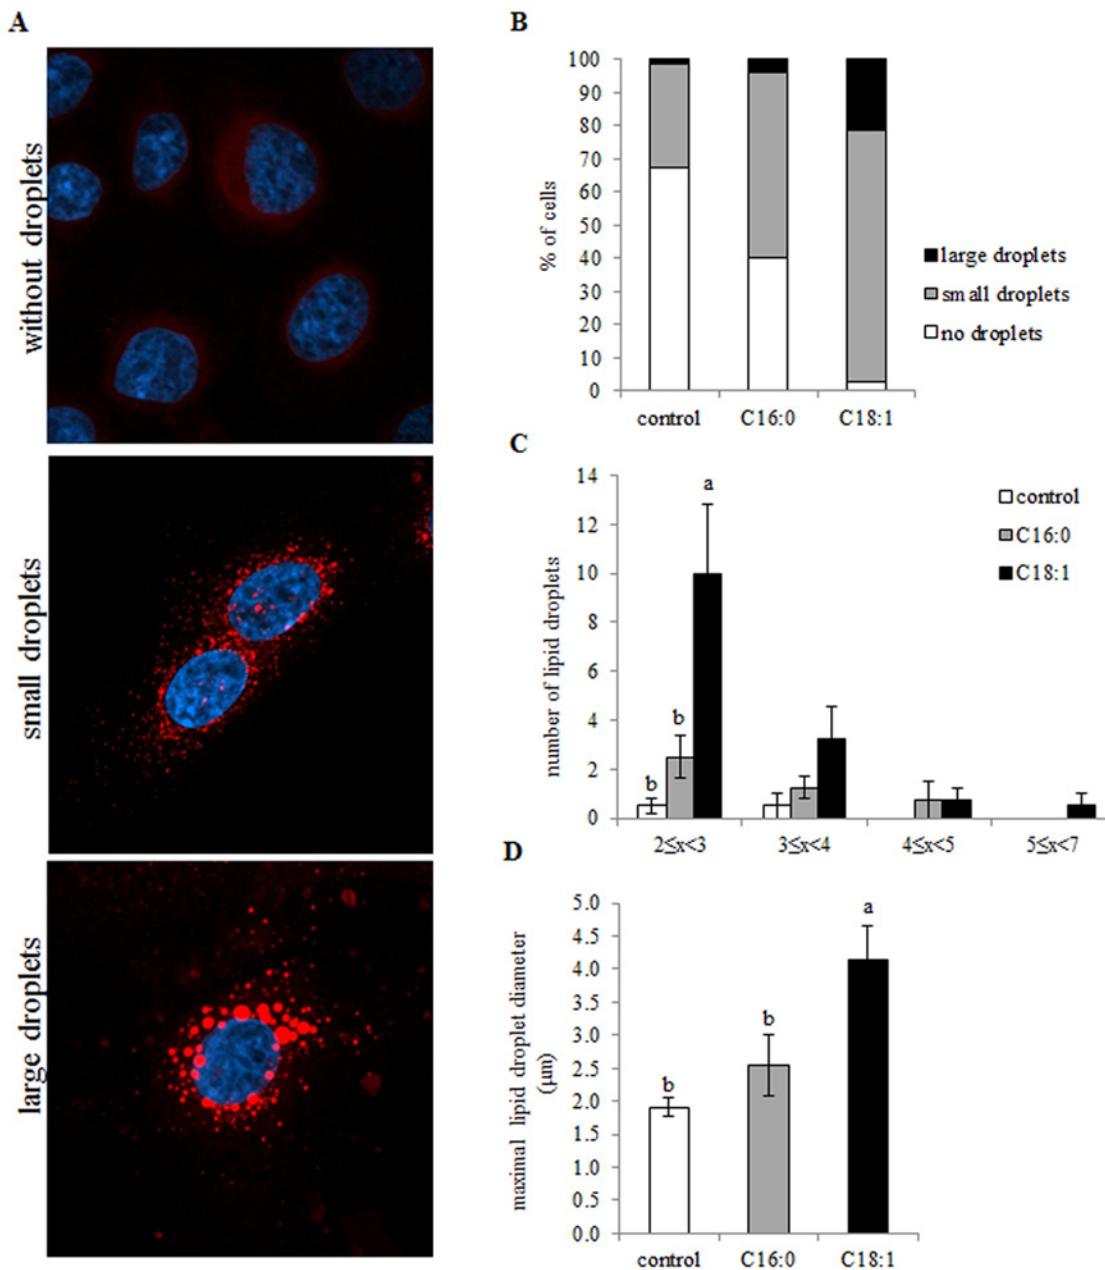 A
without droplets
small droplets
large droplets
B
% of cells
100
90
80
70
60
50
40
30
20
10
0
control C16:0 C18:1
large droplets
small droplets
no droplets
C
number of lipid droplets
14
12
10
8
6
4
2
0
a
b
b
control
C16:0
C18:1
2≤x<3 3≤x<4 4≤x<5 5≤x<7
D
maximal lipid droplet diameter
(µm)
5.0
4.5
4.0
3.5
3.0
2.5
2.0
1.5
1.0
0.5
0.0
b
b
a
control C16:0 C18:1